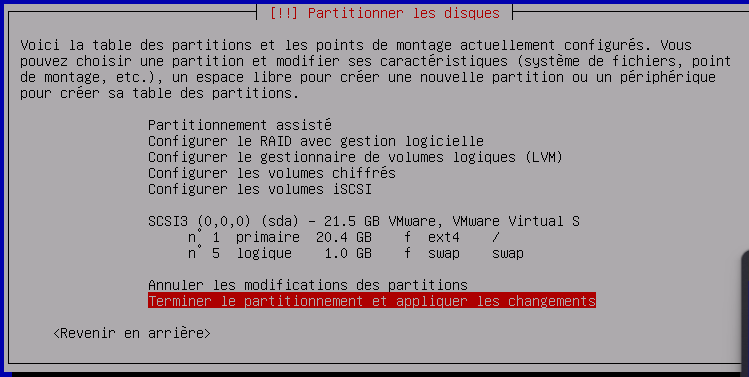 [!!] Partitionner les disques
Voici la table des partitions et les points de montage actuellement configurés. Vous
pouvez choisir une partition et modifier ses caractéristiques (système de fichiers, point
de montage, etc.), un espace libre pour créer une nouvelle partition ou un périphérique
pour créer sa table des partitions.
Partitionnement assisté
Configurer le RAID avec gestion logicielle
Configurer le gestionnaire de volumes logiques (LVM)
Configurer les volumes chiffrés
Configurer les volumes iSCSI
SCSI3 (0,0,0) (sda) - 21.5 GB VMware, VMware Virtual S
n° 1 primaire 20.4 GB f ext4 /
n° 5 logique 1.0 GB f swap swap
Annuler les modifications des partitions
Terminer le partitionnement et appliquer les changements
<Revenir en arrière>